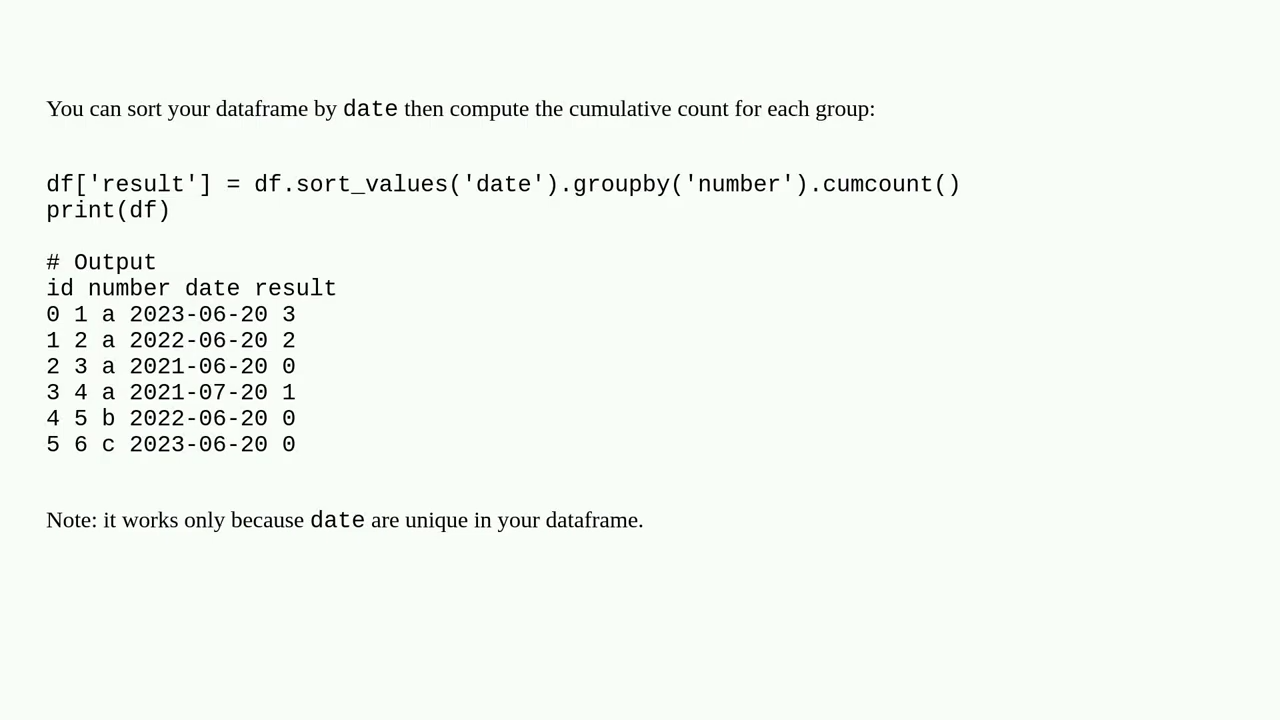 You can sort your dataframe by date then compute the cumulative count for each group:
df['result'] = df.sort_values('date').groupby('number').cumcount()
print(df)
# Output
id number date result
0 1 a 2023-06-20 3
1 2 a 2022-06-20 2
2 3 a 2021-06-20 0
3 4 a 2021-07-20 1
4 5 b 2022-06-20 0
5 6 c 2023-06-20 0
Note: it works only because date are unique in your dataframe.